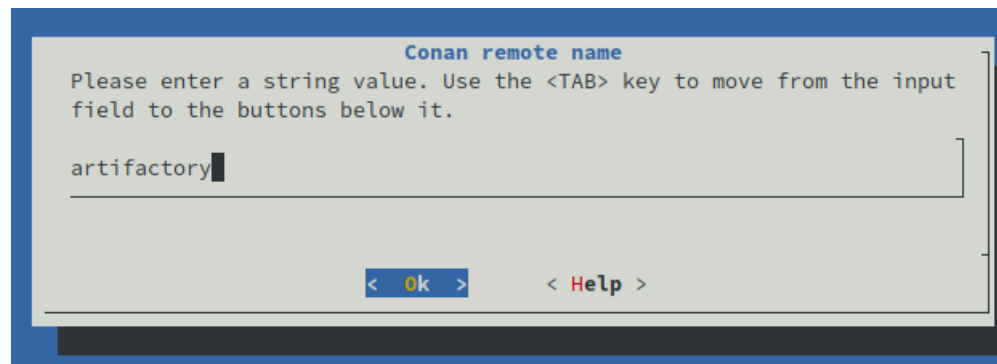 Conan remote name
Please enter a string value. Use the <TAB> key to move from the input
field to the buttons below it.
artifactory
< Ok > < Help >